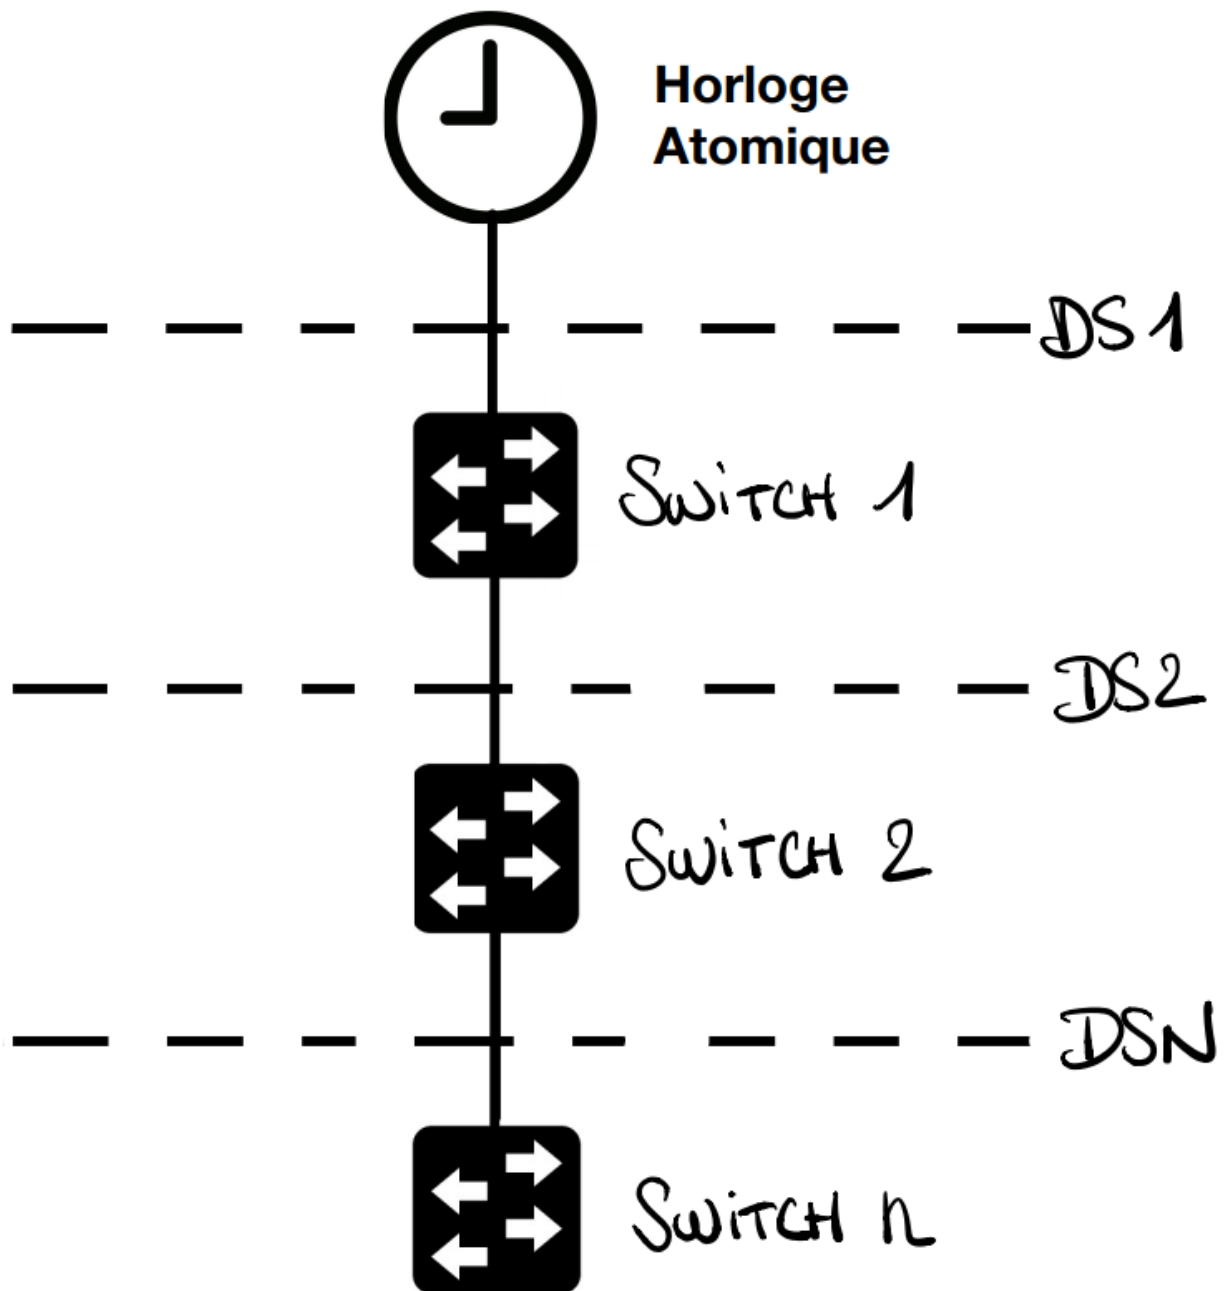 Horloge
Atomique
DS1
SWiTCH 1
DS2
SWiTCH 2
DSN
SWiTCH n